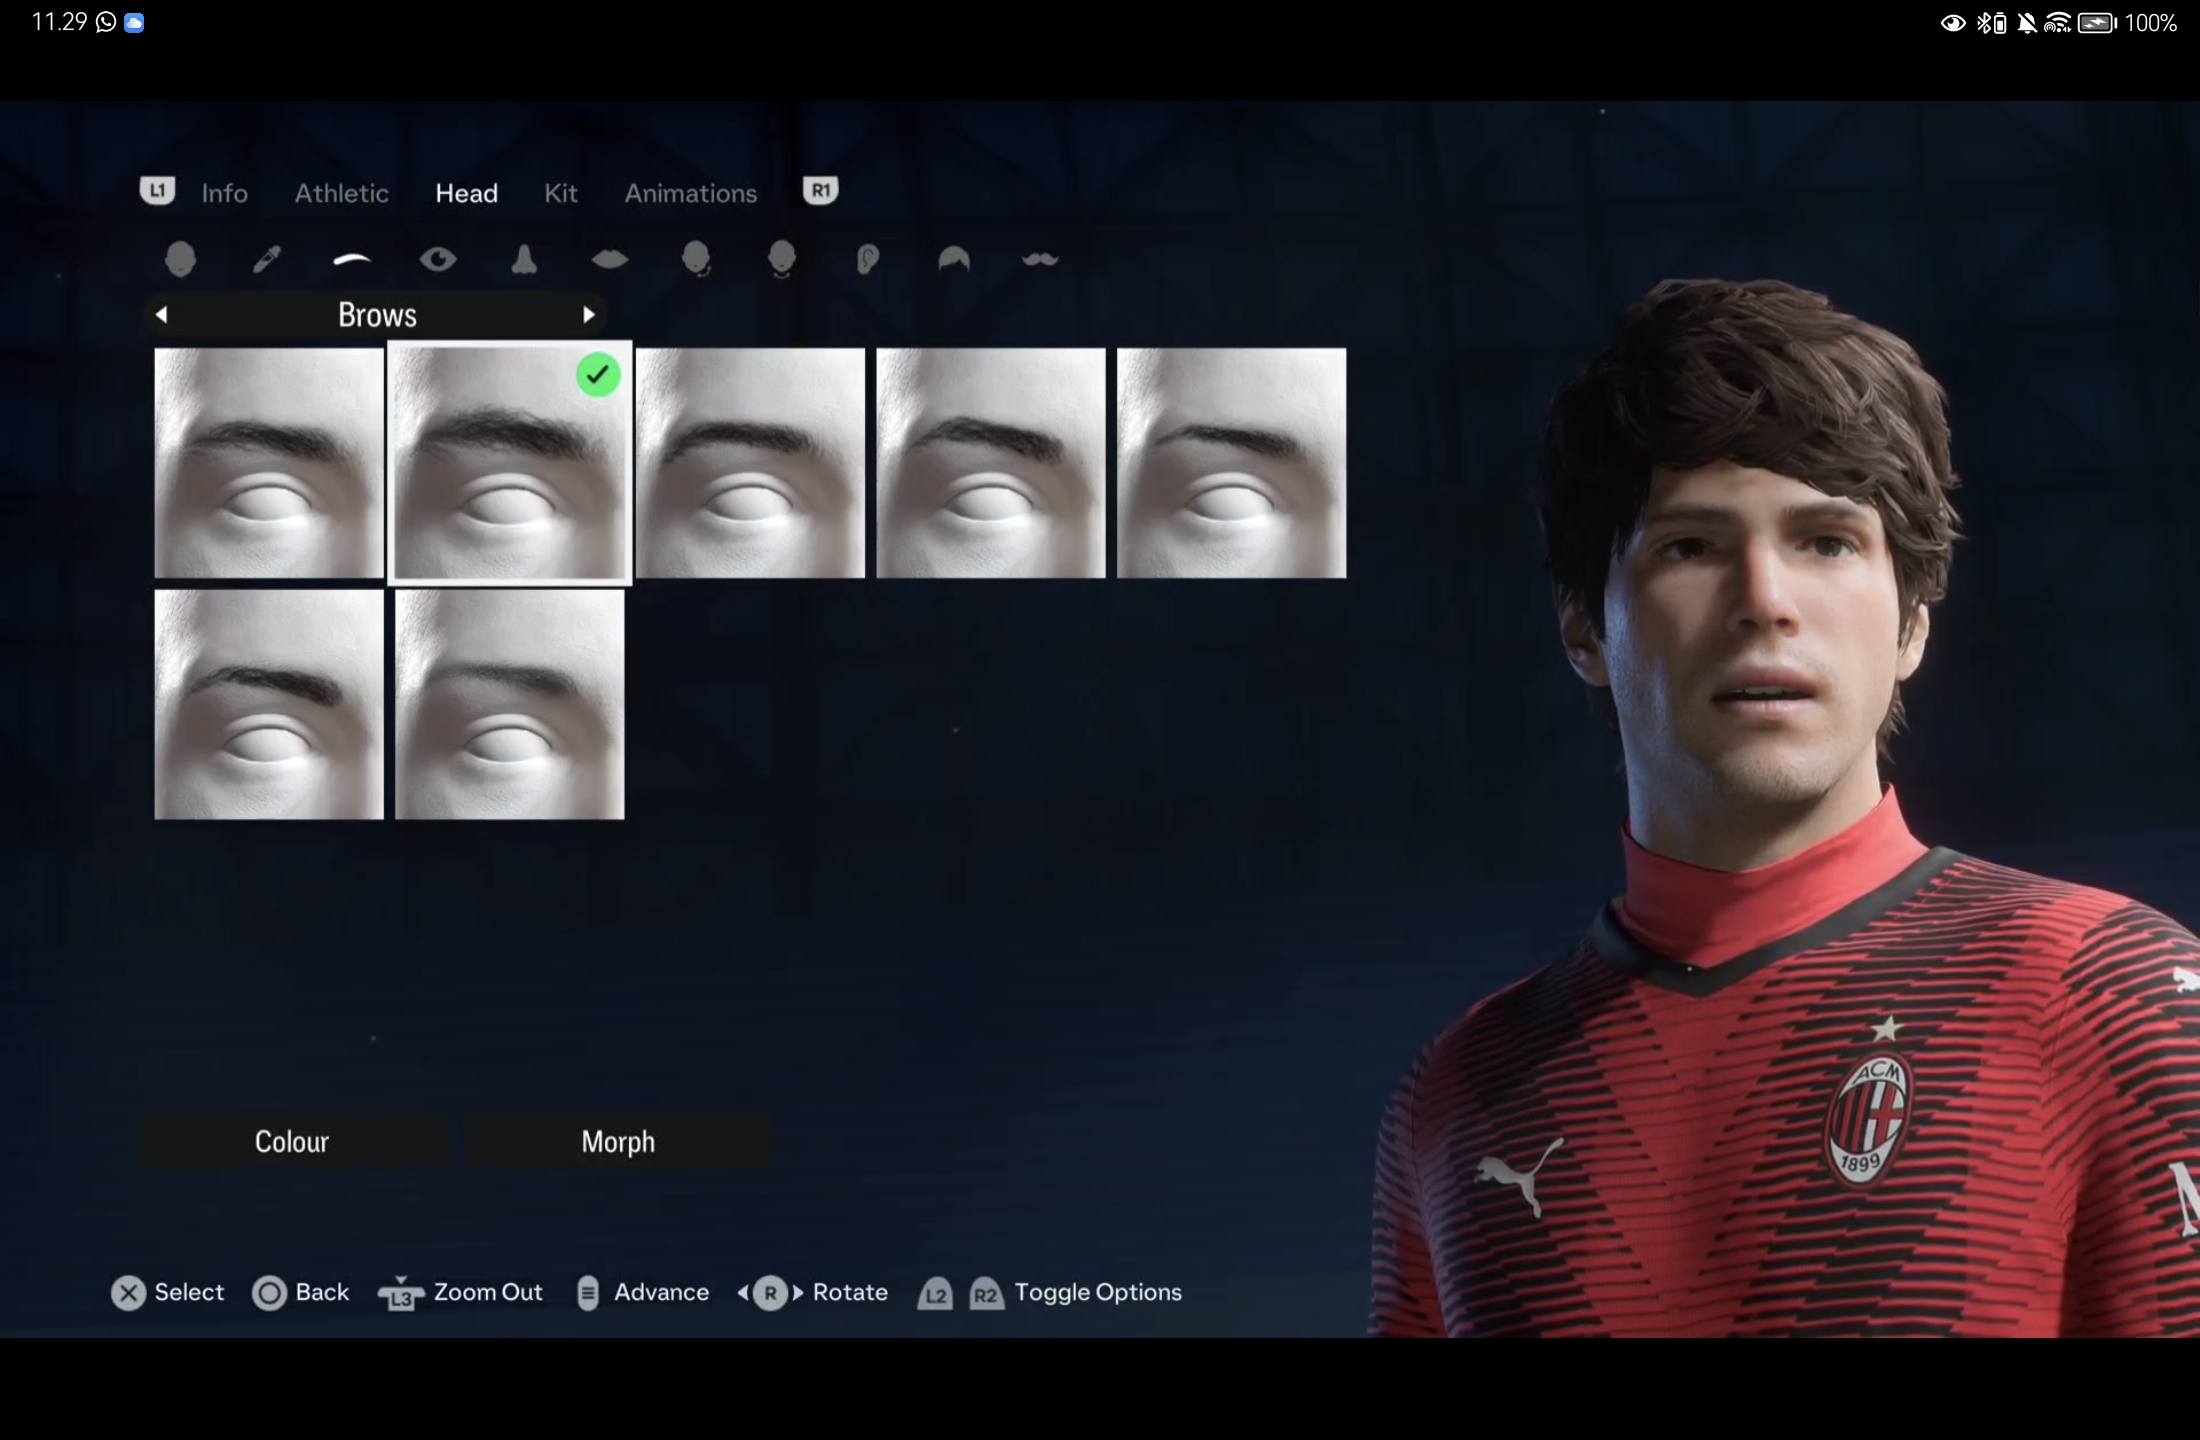 11.29
100%
L1 Info Athletic Head Kit Animations R1
Brows
Colour Morph
Select Back L3 Zoom Out Advance R Rotate L2 R2 Toggle Options
ACM
1899